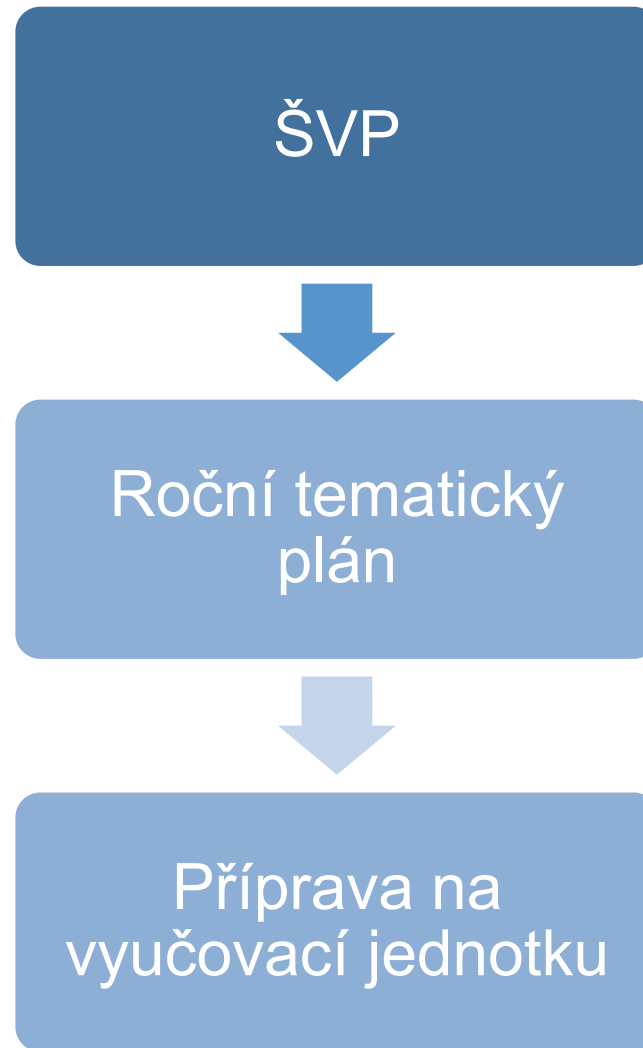 ŠVP
Roční tematický
plán
Příprava na
vyučovací jednotku